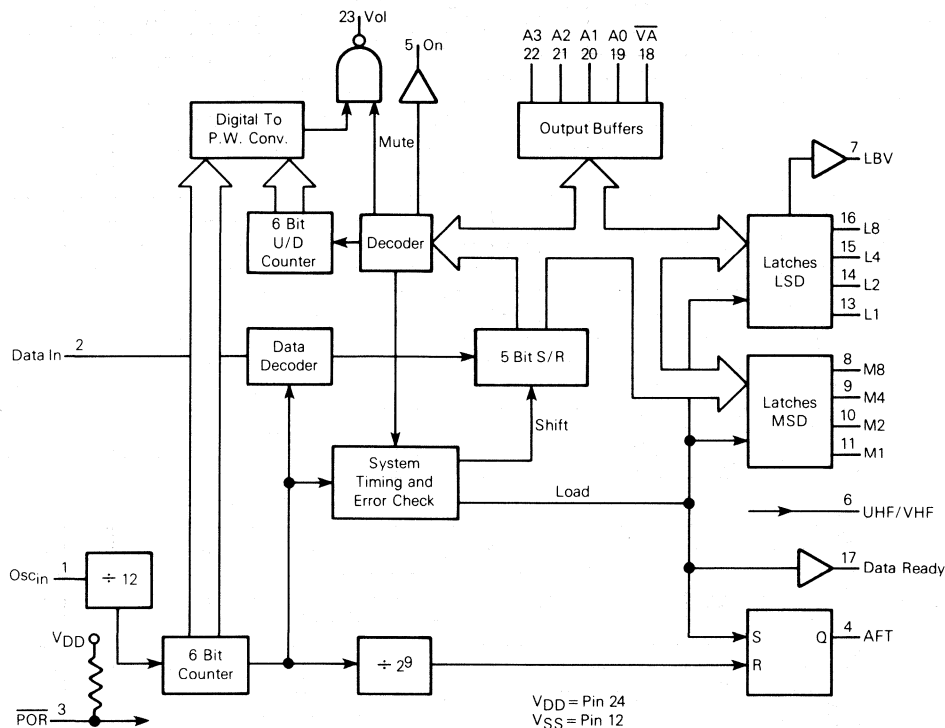 23 Vol
5 On
A3 A2 A1 A0 VA
22 21 20 19 18
Digital To
P.W. Conv.
Mute
Output Buffers
7 LBV
6 Bit
U/D
Counter
Decoder
Latches
LSD
16 L8
15 L4
14 L2
13 L1
Data In 2
Data
Decoder
5 Bit S/R
Shift
Latches
MSD
8 M8
9 M4
10 M2
11 M1
System
Timing and
Error Check
Load
6 UHF/VHF
17 Data Ready
Oscin 1
÷ 12
VDD
6 Bit
Counter
÷ 2⁹
S Q 4 AFT
R
POR 3
VDD = Pin 24
VSS = Pin 12